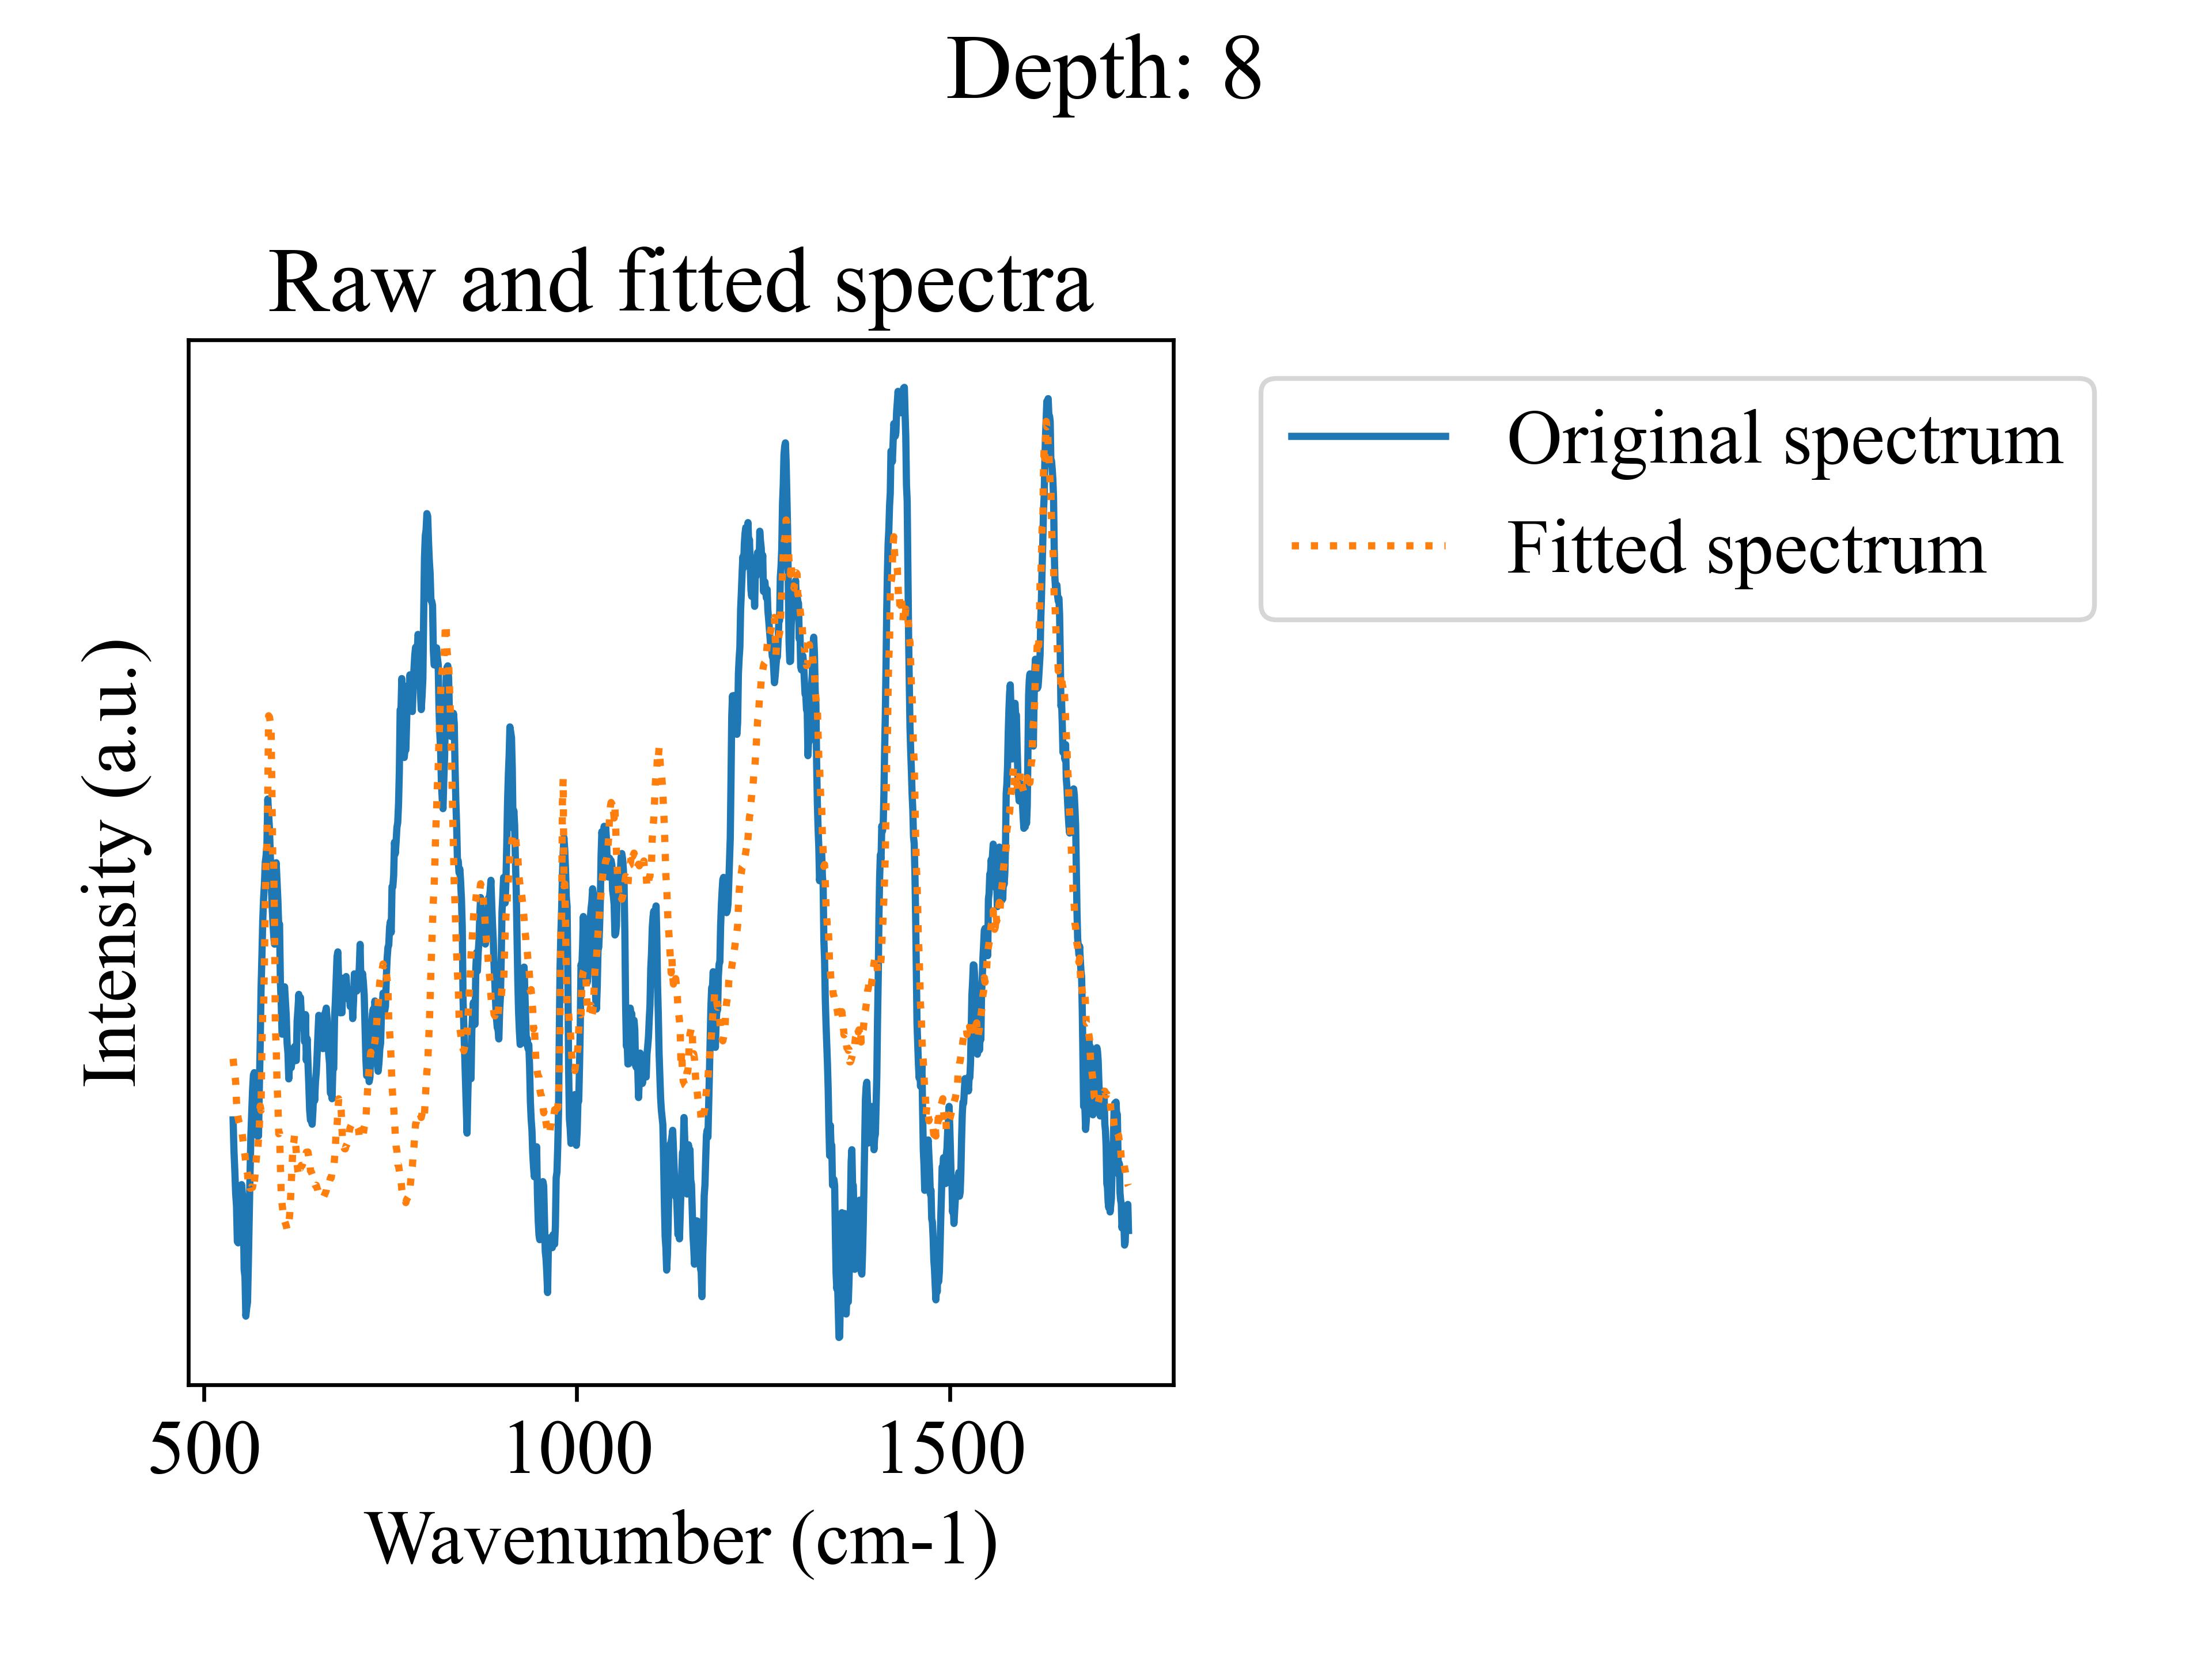 Depth: 8
Raw and fitted spectra
Original spectrum
Fitted spectrum
Intensity (a.u.)
500 1000 1500
Wavenumber (cm-1)